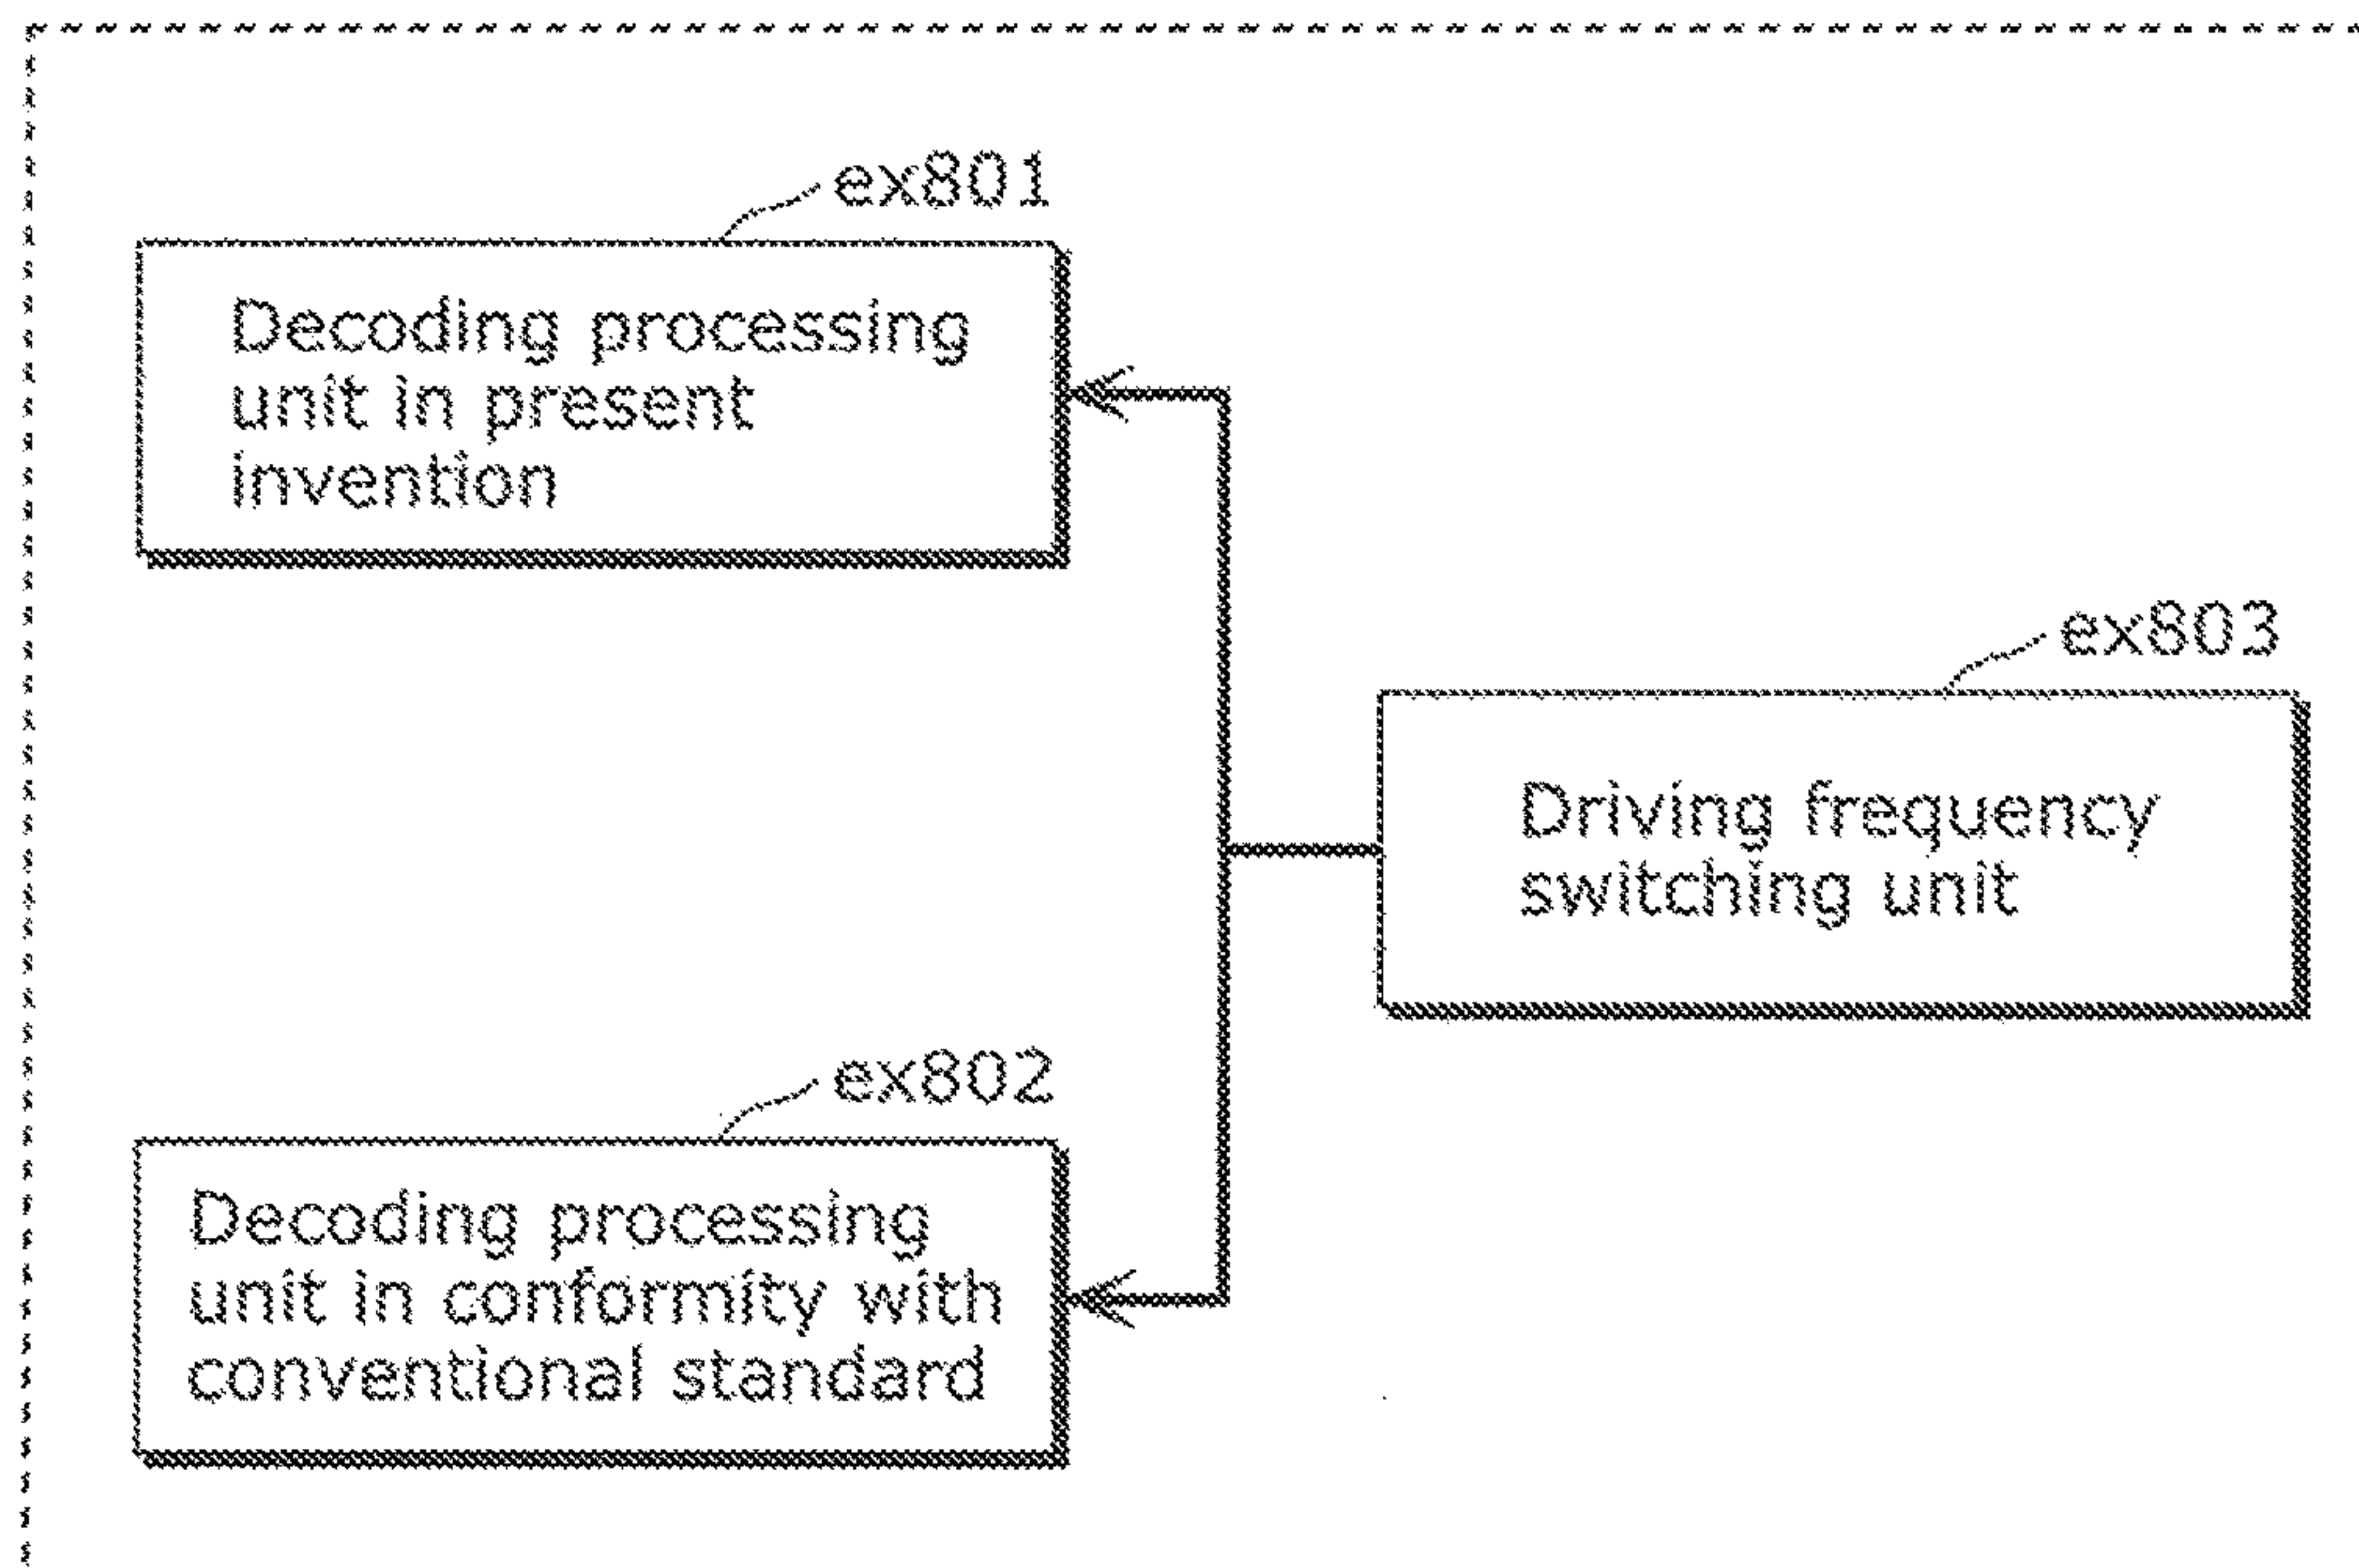 ex801
Decoding processing
unit in present
invention
ex803
Driving frequency
switching unit
ex802
Decoding processing
unit in conformity with
conventional standard